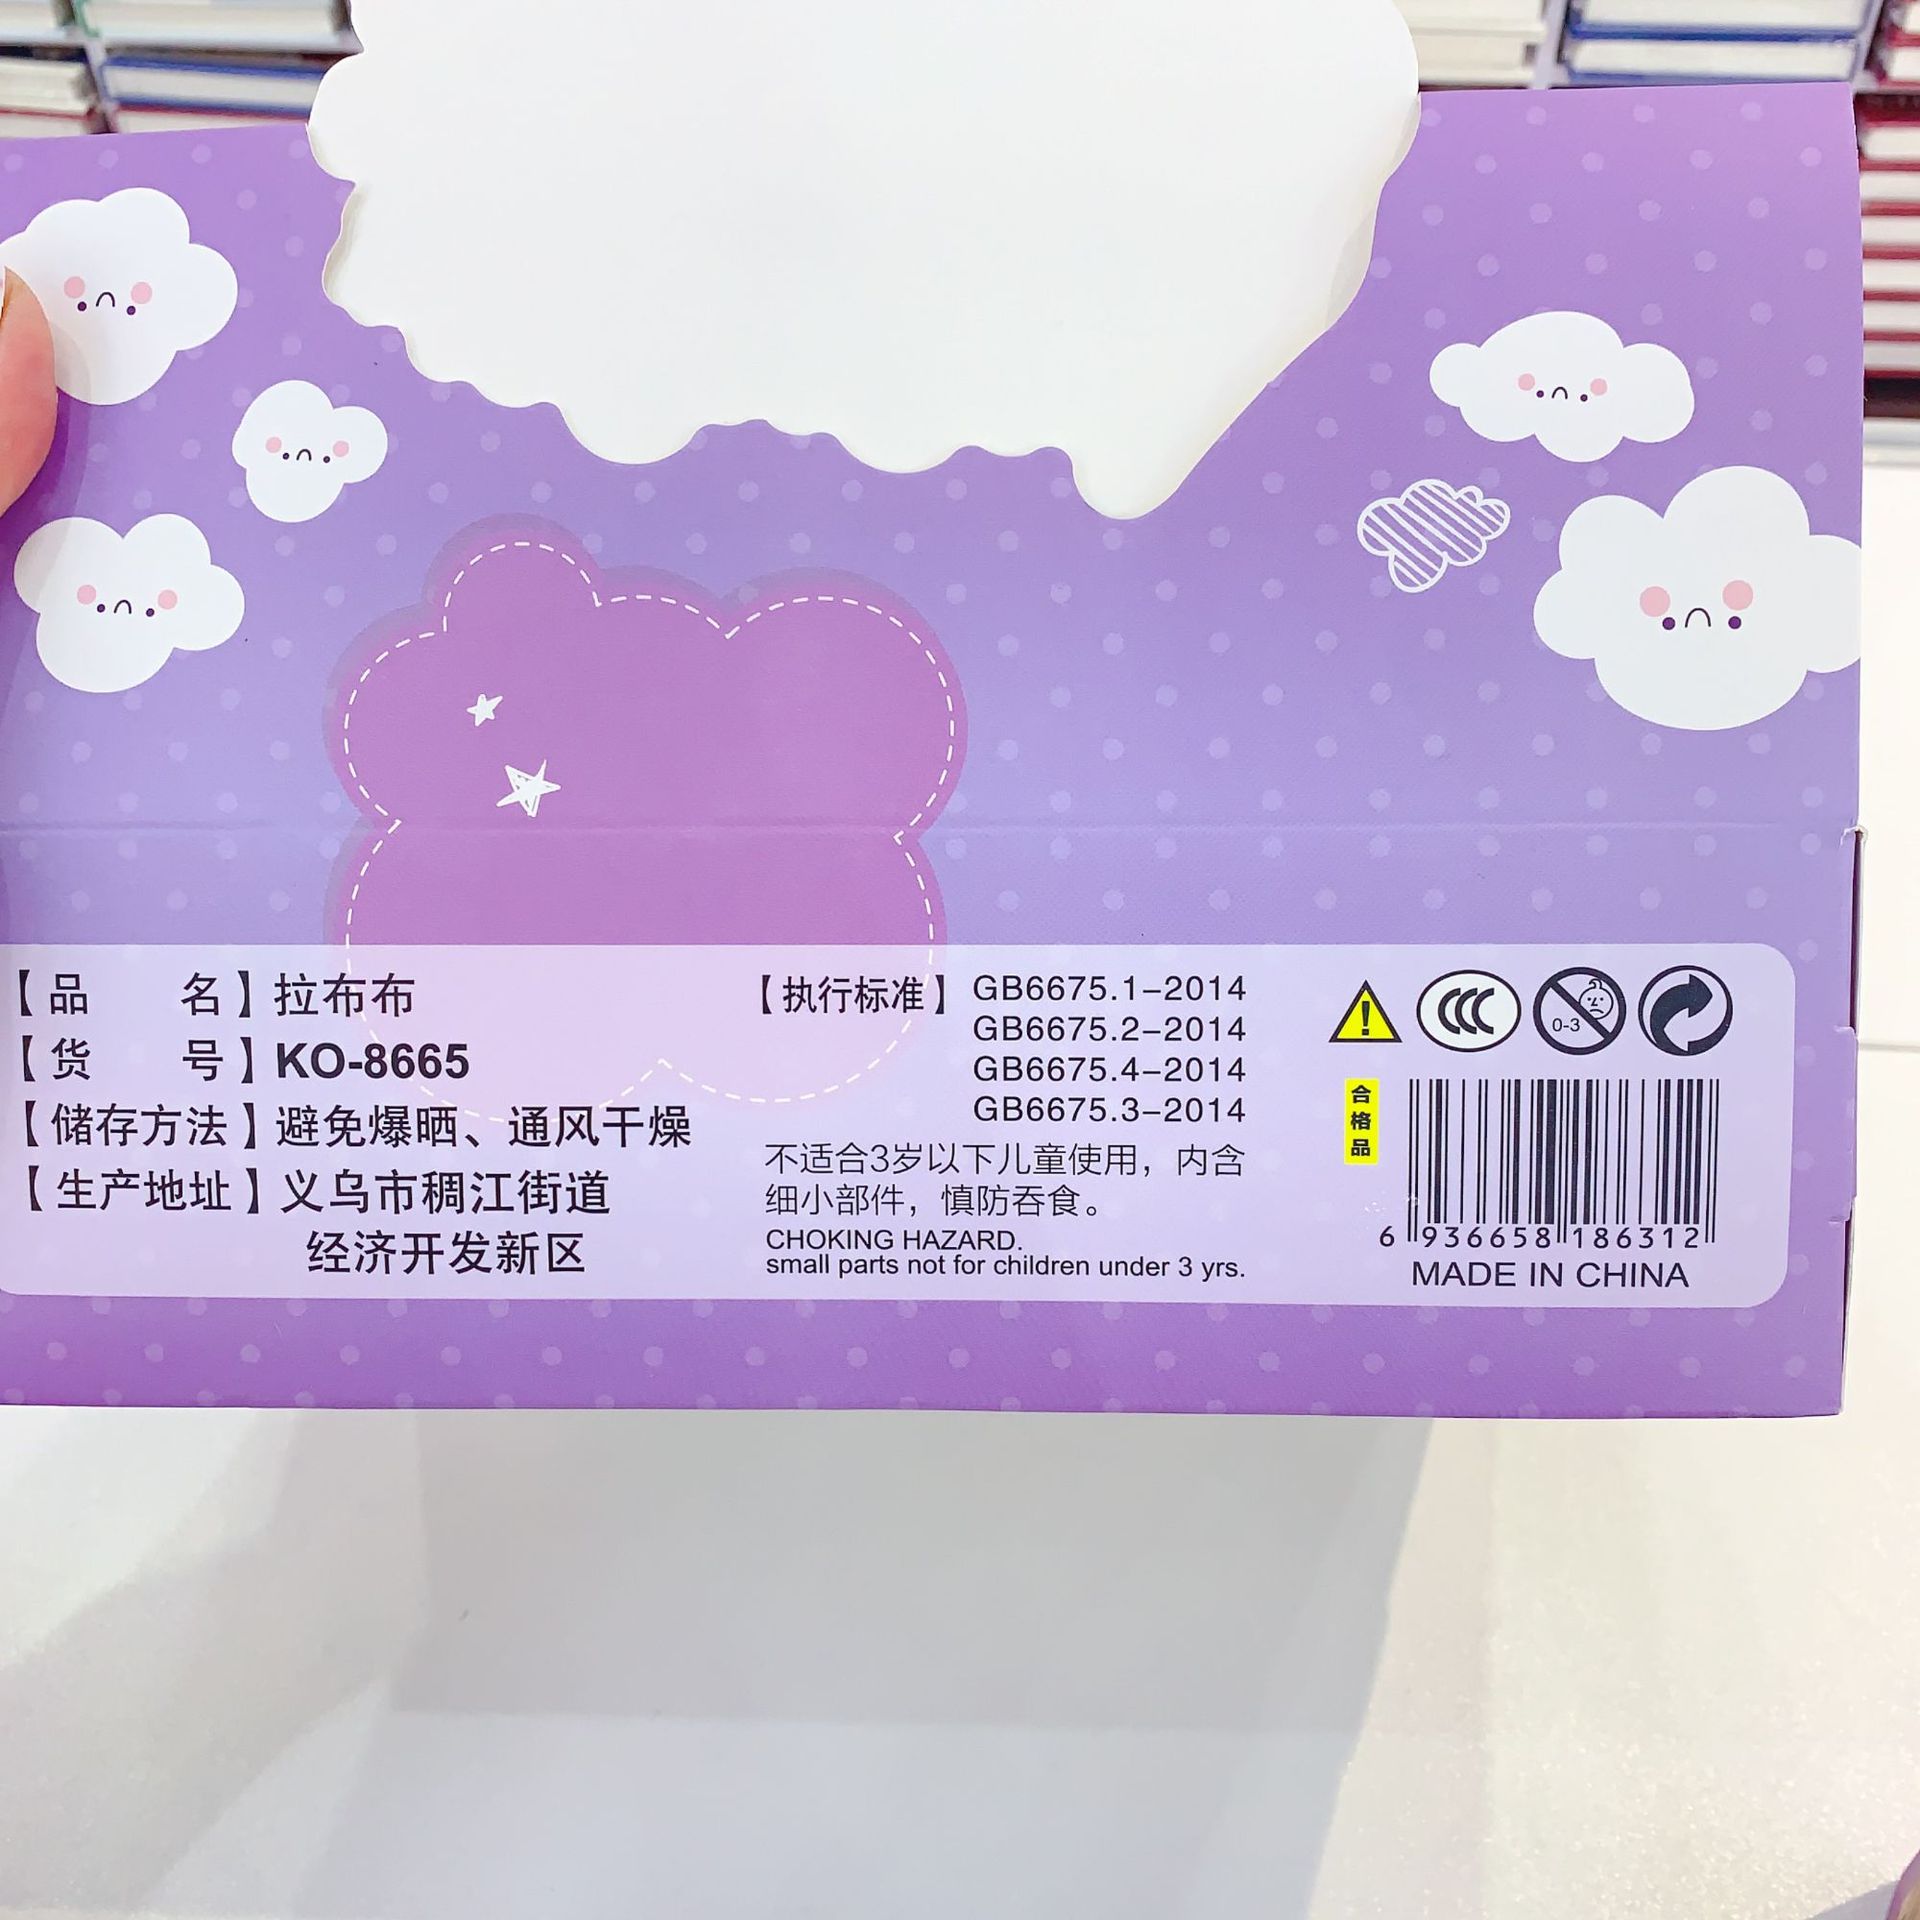 【品　　名】拉布布
【货　　号】KO-8665
【储存方法】避免爆晒、通风干燥
【生产地址】义乌市稠江街道
经济开发新区
【执行标准】GB6675.1-2014
GB6675.2-2014
GB6675.4-2014
GB6675.3-2014
不适合3岁以下儿童使用，内含
细小部件，慎防吞食。
CHOKING HAZARD.
small parts not for children under 3 yrs.
!
CCC
0-3
合格品
6 936658 186312
MADE IN CHINA